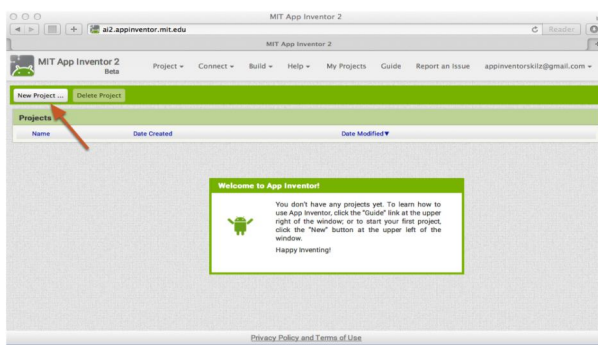 MIT App Inventor 2
ai2.appinventor.mit.edu
Reader
MIT App Inventor 2
MIT App Inventor 2
Beta
Project Connect Build Help My Projects Guide Report an Issue appinventorskilz@gmail.com
New Project ... Delete Project
Projects
Name Date Created Date Modified▼
Welcome to App Inventor!
You don't have any projects yet. To learn how to
use App Inventor, click the "Guide" link at the upper
right of the window; or to start your first project,
click the "New" button at the upper left of the
window.
Happy Inventing!
Privacy Policy and Terms of Use